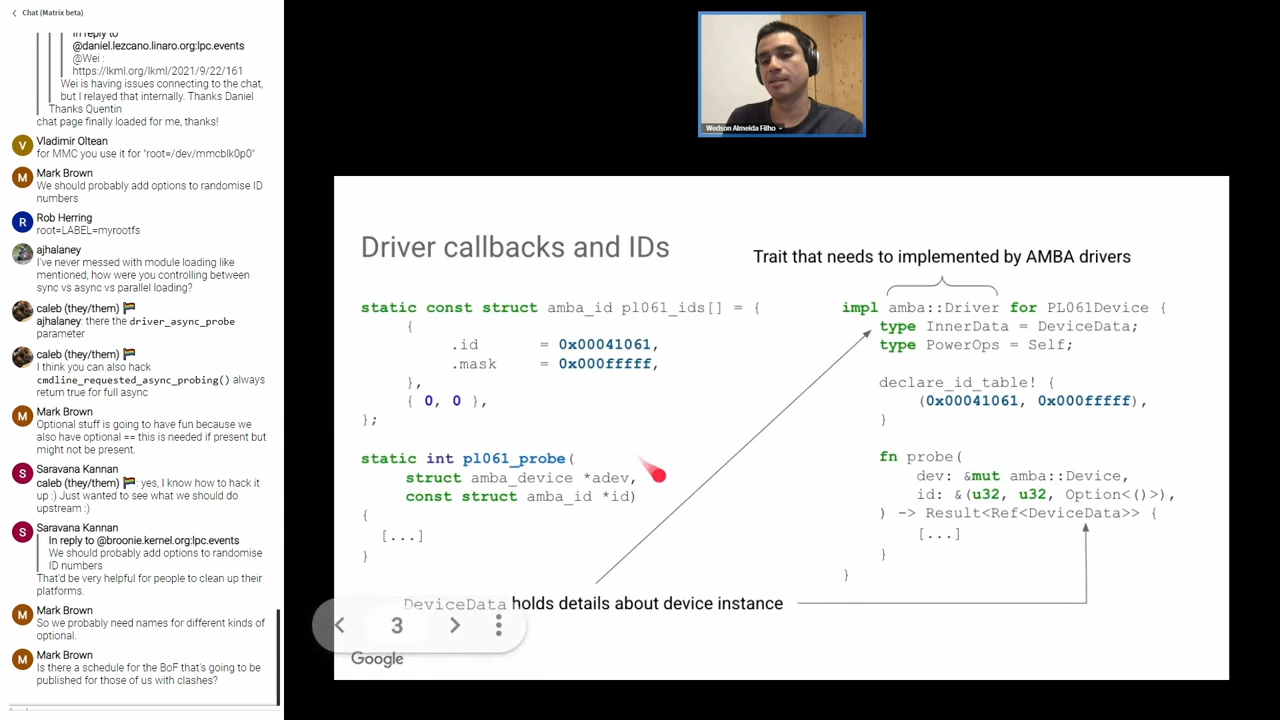 Chat (Matrix beta)
In reply to
@daniel.lezcano.linaro.org:lpc.events
@Wei :
https://lkml.org/lkml/2021/9/22/161
Wei is having issues connecting to the chat,
but I relayed that internally. Thanks Daniel
Thanks Quentin
chat page finally loaded for me, thanks!
V
Vladimir Oltean
for MMC you use it for "root=/dev/mmcblk0p0"
M
Mark Brown
We should probably add options to randomise ID
numbers
R
Rob Herring
root=LABEL=myrootfs
ajhalaney
I've never messed with module loading like
mentioned, how were you controlling between
sync vs async vs parallel loading?
caleb (they/them)
ajhalaney: there the driver_async_probe
parameter
caleb (they/them)
I think you can also hack
cmdline_requested_async_probing() always
return true for full async
M
Mark Brown
Optional stuff is going to have fun because we
also have optional == this is needed if present but
might not be present.
S
Saravana Kannan
caleb (they/them) : yes, I know how to hack it
up :) Just wanted to see what we should do
upstream :)
S
Saravana Kannan
In reply to @broonie.kernel.org:lpc.events
We should probably add options to randomise
ID numbers
That'd be very helpful for people to clean up their
platforms.
M
Mark Brown
So we probably need names for different kinds of
optional.
M
Mark Brown
Is there a schedule for the BoF that's going to be
published for those of us with clashes?
Wedson Almeida Filho
Driver callbacks and IDs
static const struct amba_id pl061_ids[] = {
{
.id = 0x00041061,
.mask = 0x000fffff,
},
{ 0, 0 },
};
static int pl061_probe(
struct amba_device *adev,
const struct amba_id *id)
{
[...]
}
Trait that needs to implemented by AMBA drivers
impl amba::Driver for PL061Device {
type InnerData = DeviceData;
type PowerOps = Self;
declare_id_table! {
(0x00041061, 0x000fffff),
}
fn probe(
dev: &mut amba::Device,
id: &(u32, u32, Option<()>),
) -> Result<Ref<DeviceData>> {
[...]
}
}
DeviceData holds details about device instance
3
Google